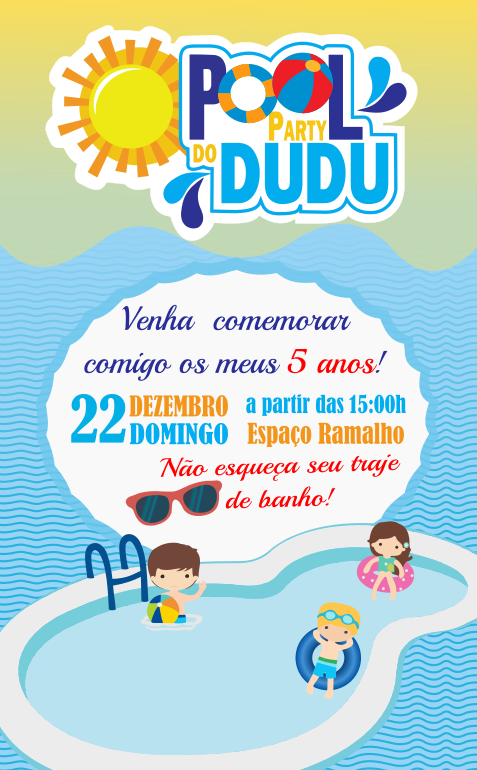 POOL
PARTY
DO DUDU
Venha comemorar
comigo os meus 5 anos!
22 DEZEMBRO DOMINGO
a partir das 15:00h
Espaço Ramalho
Não esqueça seu traje
de banho!